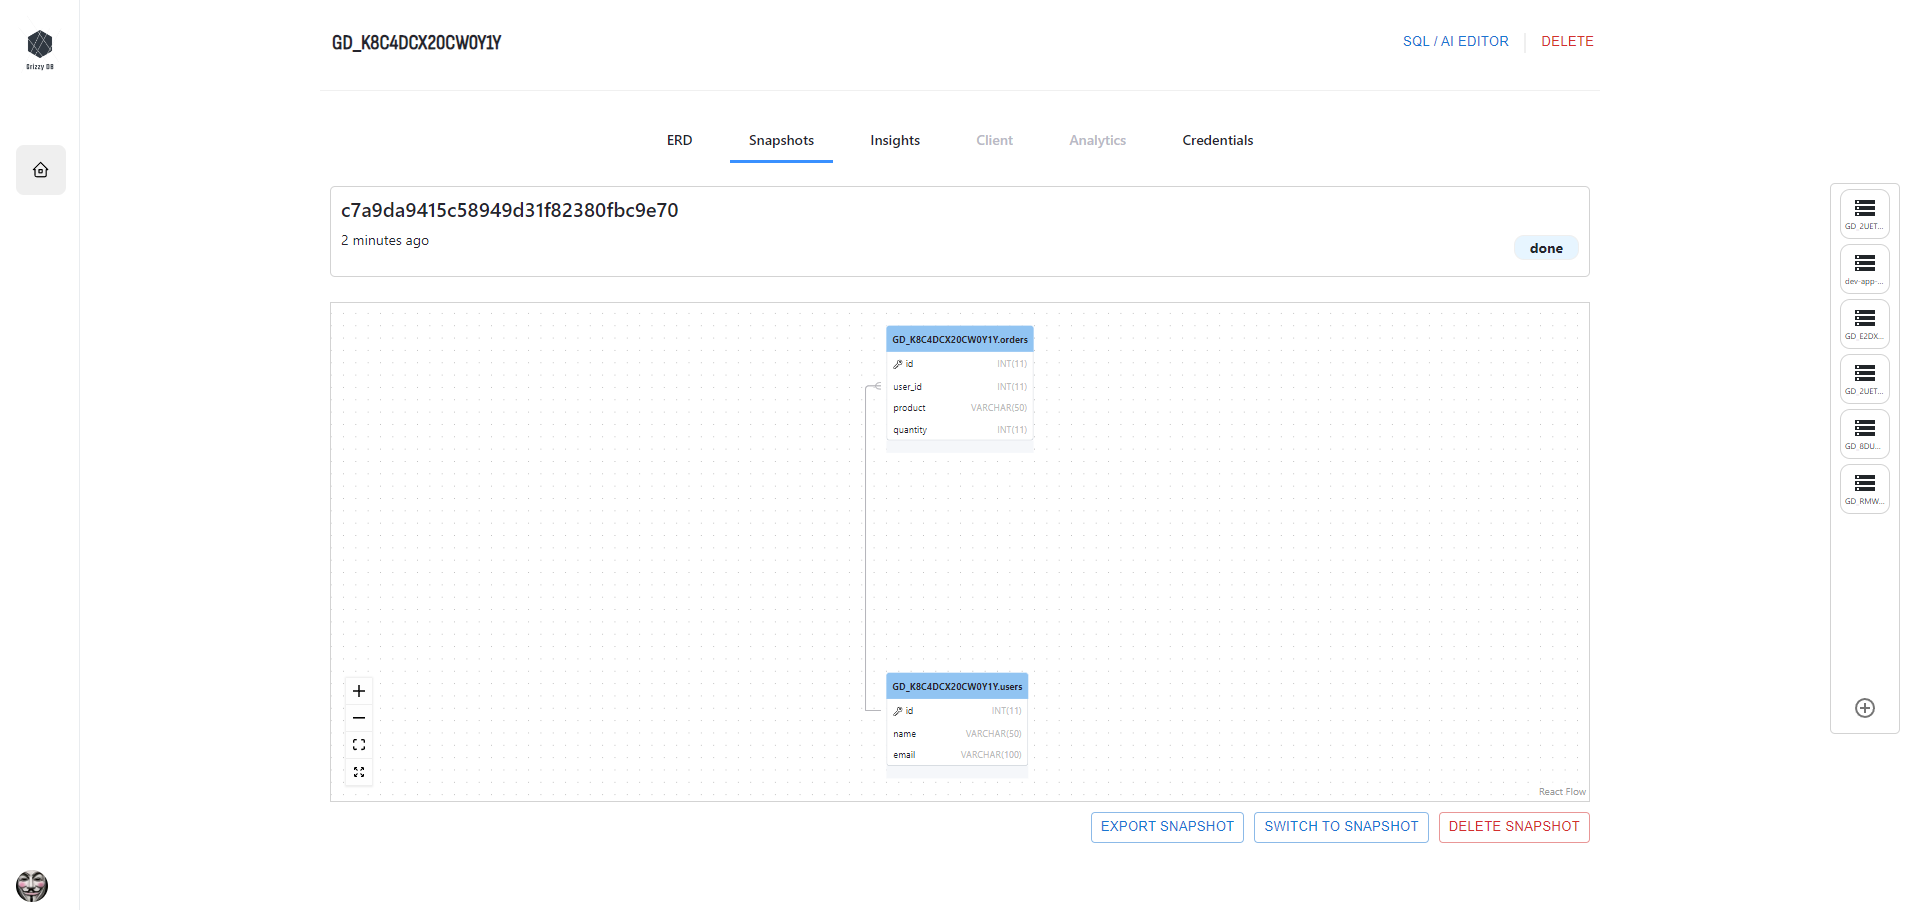 Grizzy DB
GD_K8C4DCX20CW0Y1Y
SQL / AI EDITOR
DELETE
ERD
Snapshots
Insights
Client
Analytics
Credentials
c7a9da9415c58949d31f82380fbc9e70
2 minutes ago
done
GD_K8C4DCX20CW0Y1Y.orders
id INT(11)
user_id INT(11)
product VARCHAR(50)
quantity INT(11)
GD_K8C4DCX20CW0Y1Y.users
id INT(11)
name VARCHAR(50)
email VARCHAR(100)
React Flow
EXPORT SNAPSHOT
SWITCH TO SNAPSHOT
DELETE SNAPSHOT
GD_2UET...
dev-app-...
GD_E2DX...
GD_2UET...
GD_8DU...
GD_RMW...